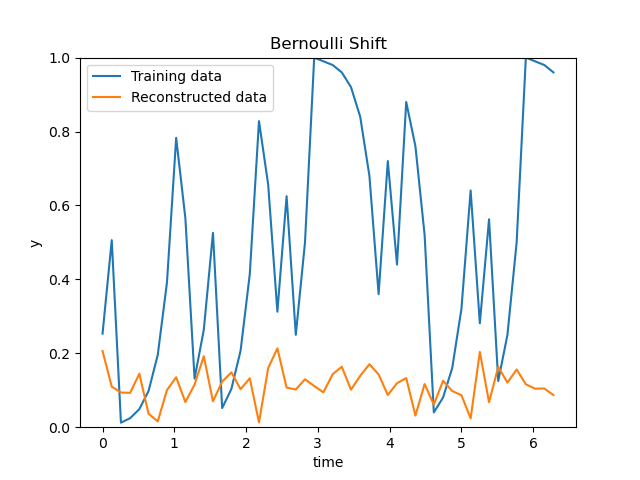 Bernoulli Shift
Training data
Reconstructed data
1.0
0.8
0.6
0.4
0.2
0.0
y
0 1 2 3 4 5 6
time